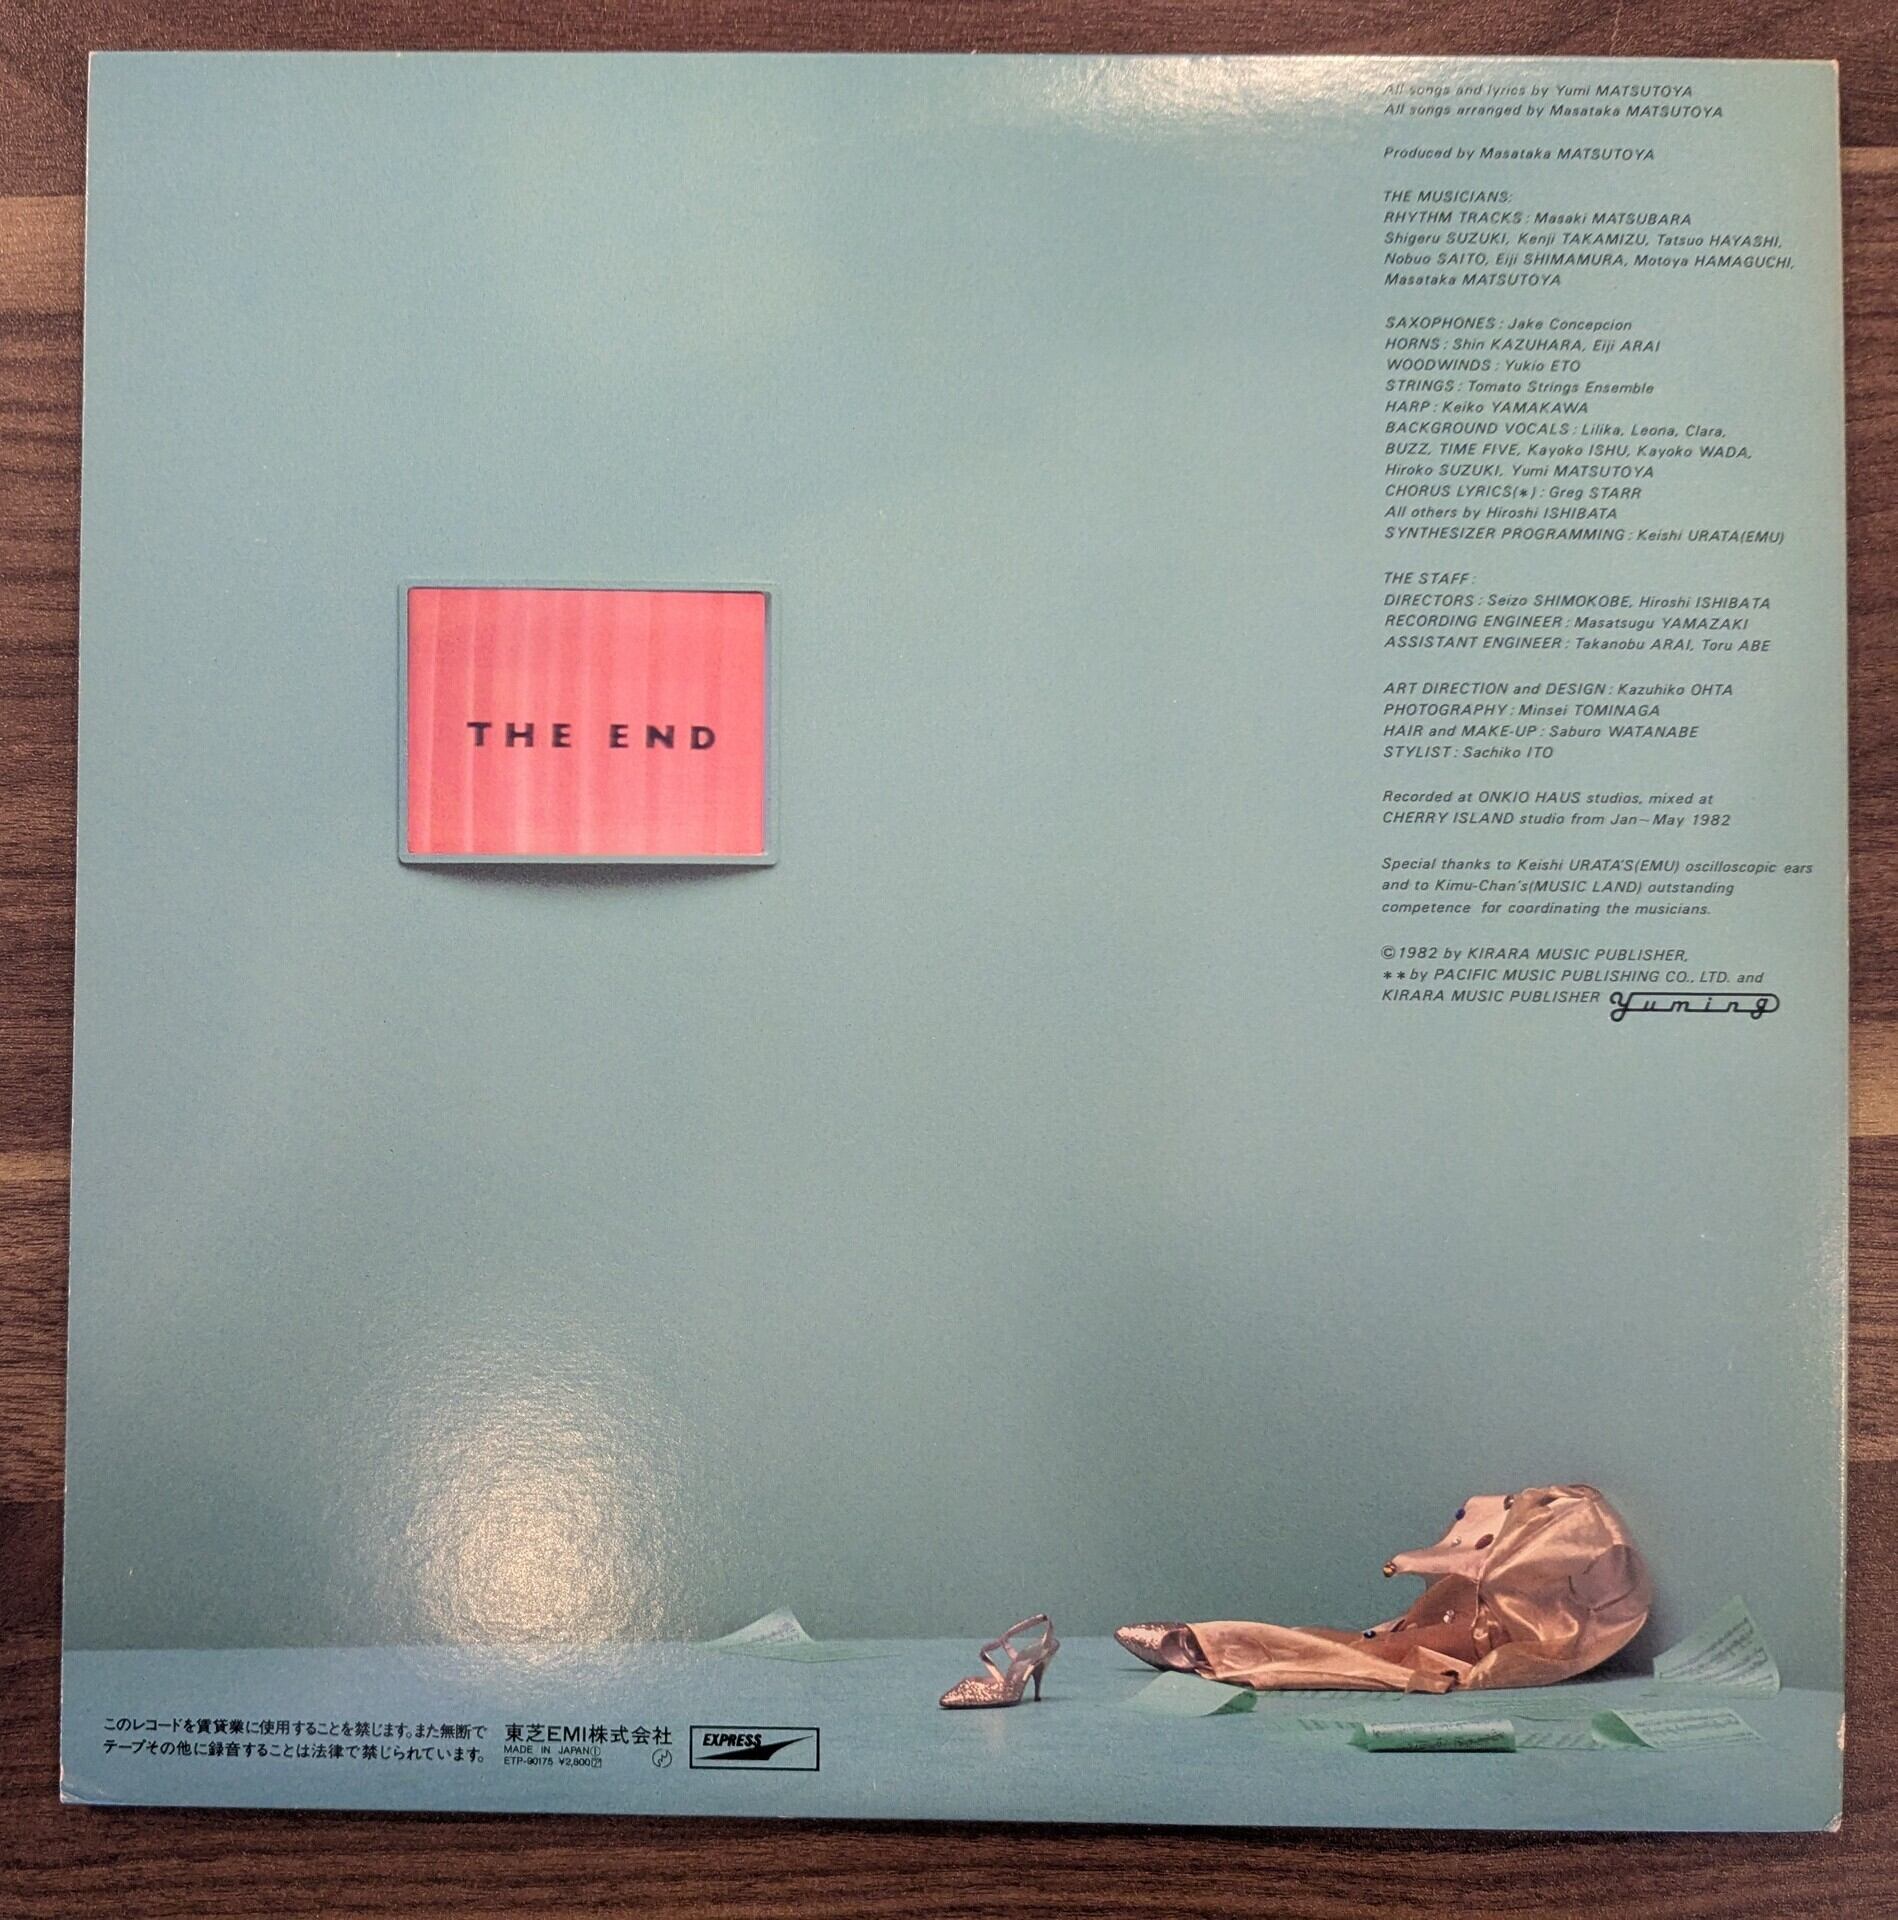 All songs and lyrics by Yumi MATSUTOYA
All songs arranged by Masataka MATSUTOYA
Produced by Masataka MATSUTOYA
THE MUSICIANS:
RHYTHM TRACKS : Masaki MATSUBARA
Shigeru SUZUKI, Kenji TAKAMIZU, Tatsuo HAYASHI,
Nobuo SAITO, Eiji SHIMAMURA, Motoya HAMAGUCHI,
Masataka MATSUTOYA
SAXOPHONES : Jake Concepcion
HORNS : Shin KAZUHARA, Eiji ARAI
WOODWINDS : Yukio ETO
STRINGS : Tomato Strings Ensemble
HARP : Keiko YAMAKAWA
BACKGROUND VOCALS : Lilika, Leona, Clara,
BUZZ, TIME FIVE, Kayoko ISHU, Kayoko WADA,
Hiroko SUZUKI, Yumi MATSUTOYA
CHORUS LYRICS(*) : Greg STARR
All others by Hiroshi ISHIBATA
SYNTHESIZER PROGRAMMING : Keishi URATA(EMU)
THE STAFF :
DIRECTORS : Seizo SHIMOKOBE, Hiroshi ISHIBATA
RECORDING ENGINEER : Masatsugu YAMAZAKI
ASSISTANT ENGINEER : Takanobu ARAI, Toru ABE
ART DIRECTION and DESIGN : Kazuhiko OHTA
PHOTOGRAPHY : Minsei TOMINAGA
HAIR and MAKE-UP : Saburo WATANABE
STYLIST : Sachiko ITO
Recorded at ONKIO HAUS studios, mixed at
CHERRY ISLAND studio from Jan~May 1982
Special thanks to Keishi URATA'S(EMU) oscilloscopic ears
and to Kimu-Chan's(MUSIC LAND) outstanding
competence for coordinating the musicians.
©1982 by KIRARA MUSIC PUBLISHER,
**by PACIFIC MUSIC PUBLISHING CO., LTD. and
KIRARA MUSIC PUBLISHER yuming
THE END
このレコードを賃貸業に使用することを禁じます。また無断で
テープその他に録音することは法律で禁じられています。
東芝EMI株式会社
MADE IN JAPAN
ETP-90175 ¥2,800
EXPRESS